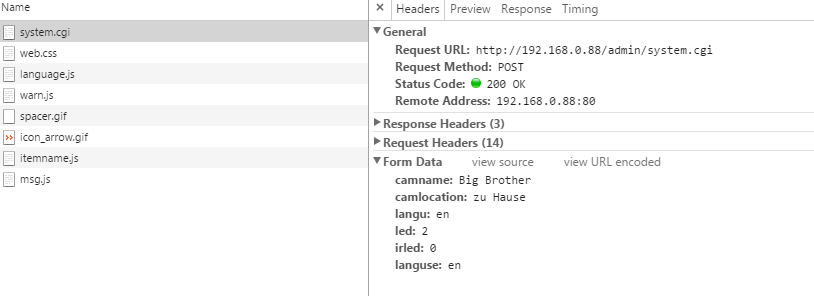 Name
system.cgi
web.css
language.js
warn.js
spacer.gif
icon_arrow.gif
itemname.js
msg.js
× Headers Preview Response Timing
General
Request URL: http://192.168.0.88/admin/system.cgi
Request Method: POST
Status Code: 200 OK
Remote Address: 192.168.0.88:80
Response Headers (3)
Request Headers (14)
Form Data view source view URL encoded
camname: Big Brother
camlocation: zu Hause
langu: en
led: 2
irled: 0
languse: en